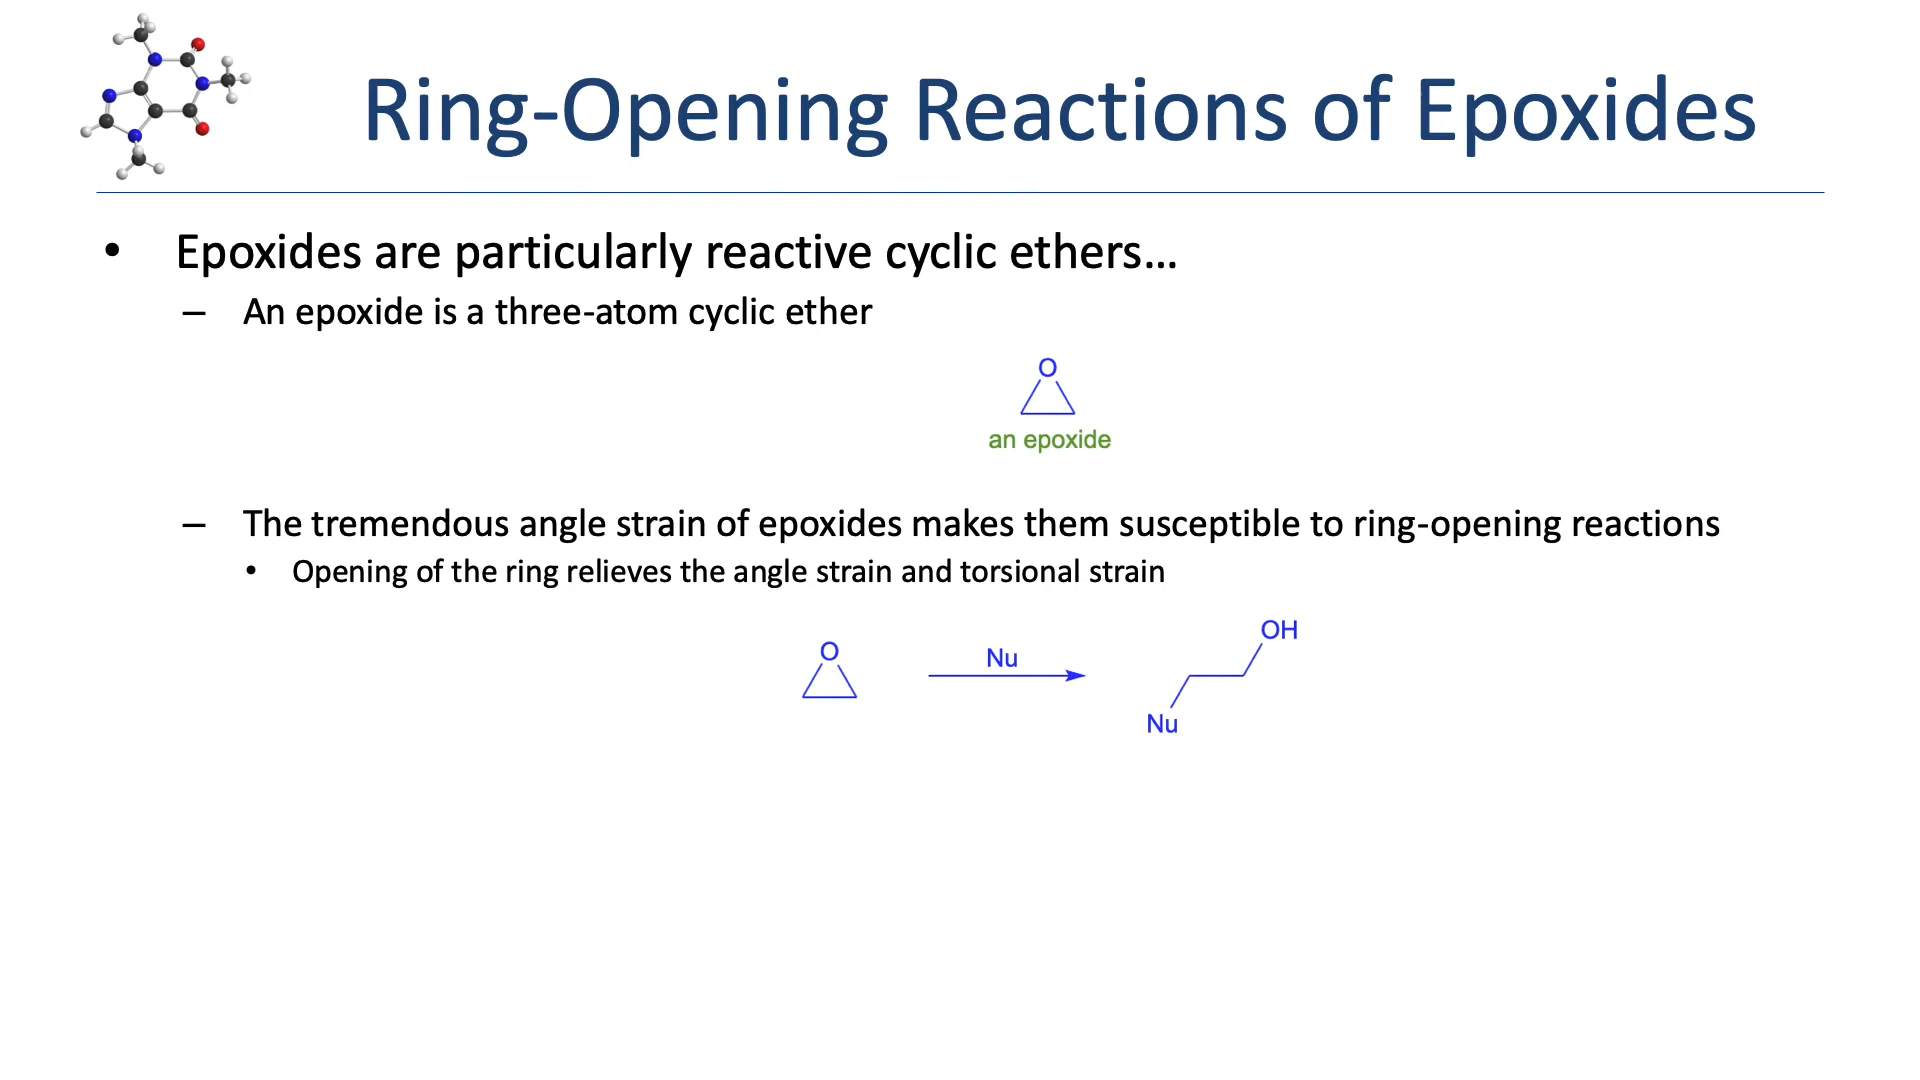 Ring-Opening Reactions of Epoxides
• Epoxides are particularly reactive cyclic ethers…
– An epoxide is a three-atom cyclic ether
O
an epoxide
– The tremendous angle strain of epoxides makes them susceptible to ring-opening reactions
• Opening of the ring relieves the angle strain and torsional strain
O
Nu
OH
Nu